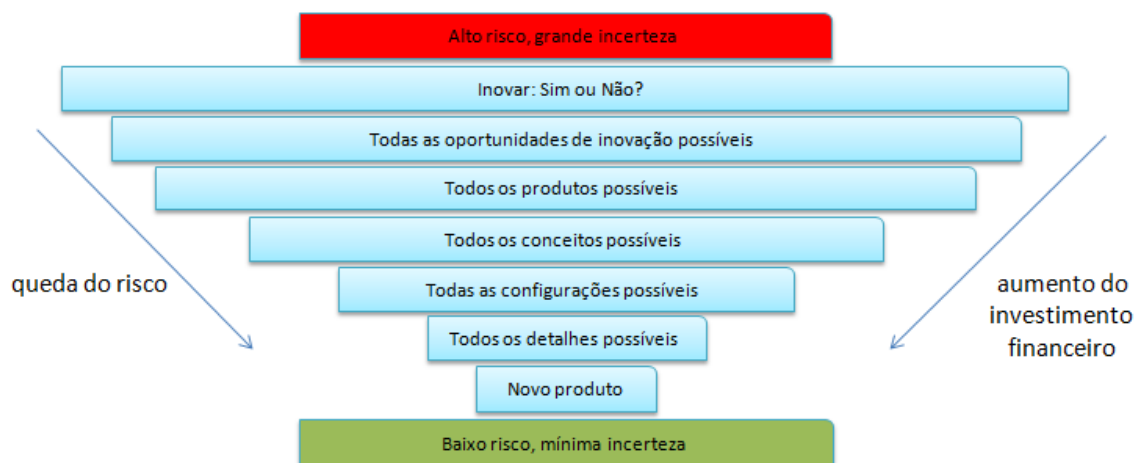 Alto risco, grande incerteza
Inovar: Sim ou Não?
Todas as oportunidades de inovação possíveis
Todos os produtos possíveis
Todos os conceitos possíveis
queda do risco
Todas as configurações possíveis
aumento do
investimento
financeiro
Todos os detalhes possíveis
Novo produto
Baixo risco, mínima incerteza